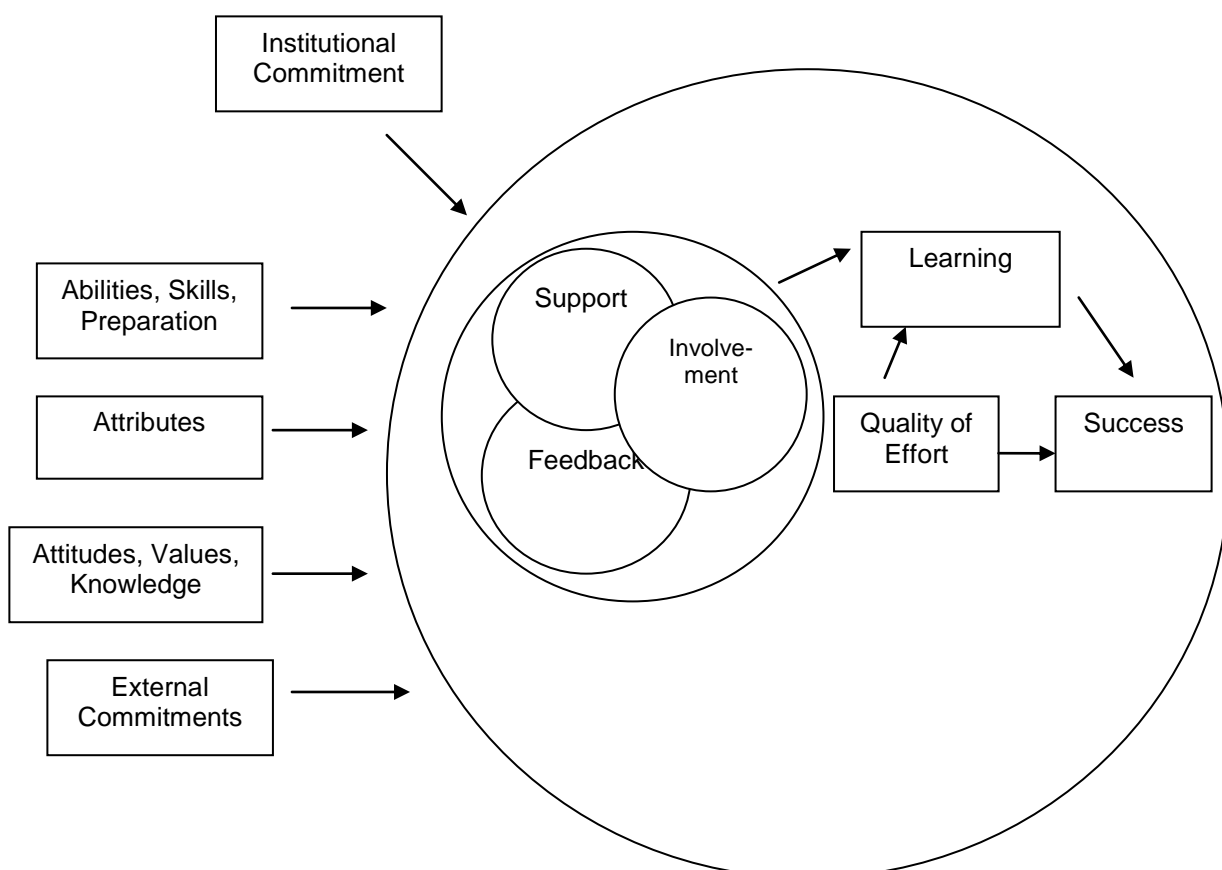 Institutional
Commitment
Abilities, Skills,
Preparation
Attributes
Attitudes, Values,
Knowledge
External
Commitments
Support
Involve-
ment
Feedback
Learning
Quality of
Effort
Success